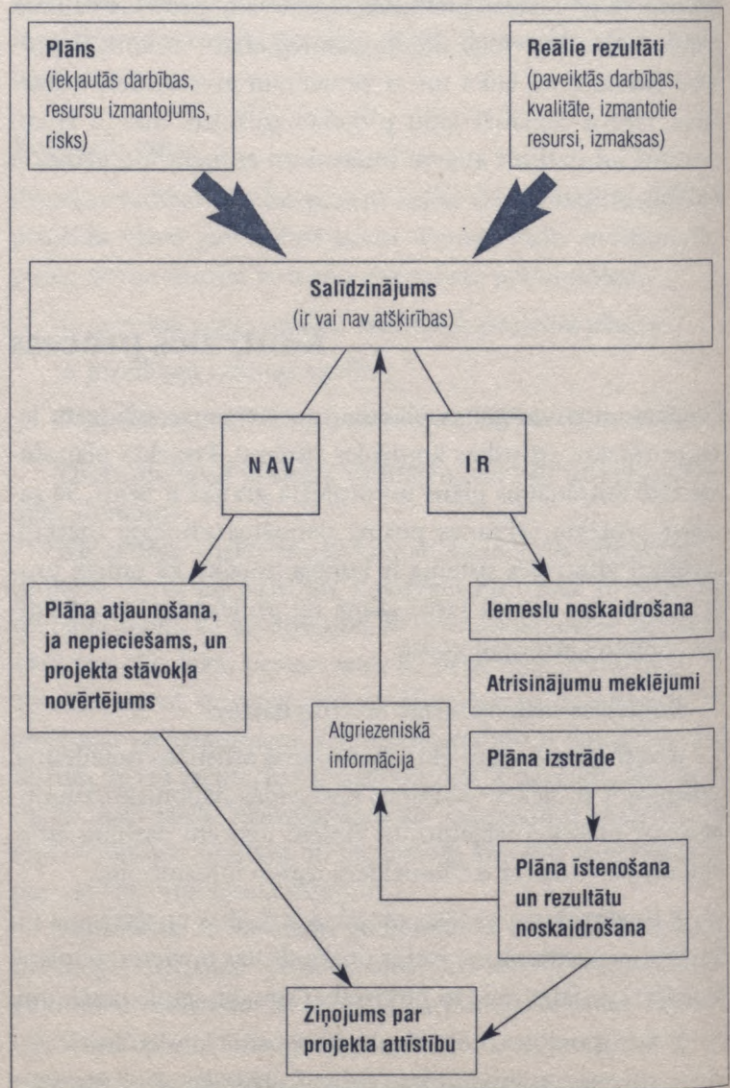 Plāns
(iekļautās darbības,
resursu izmantojums,
risks)
Reālie rezultāti
(paveiktās darbības,
kvalitāte, izmantotie
resursi, izmaksas)
Salīdzinājums
(ir vai nav atšķirības)
NAV
IR
Plāna atjaunošana,
ja nepieciešams, un
projekta stāvokļa
novērtējums
Iemeslu noskaidrošana
Atrisinājumu meklējumi
Atgriezeniskā
informācija
Plāna izstrāde
Plāna īstenošana
un rezultātu
noskaidrošana
Ziņojums par
projekta attīstību